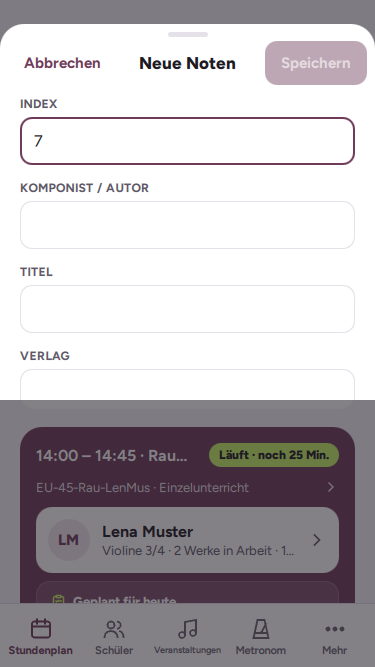 Abbrechen Neue Noten Speichern
INDEX
7
KOMPONIST / AUTOR
TITEL
VERLAG
14:00 – 14:45 · Rau... Läuft · noch 25 Min.
EU-45-Rau-LenMus · Einzelunterricht
LM Lena Muster
Violine 3/4 · 2 Werke in Arbeit · 1...
Geplant für heute
Stundenplan Schüler Veranstaltungen Metronom Mehr